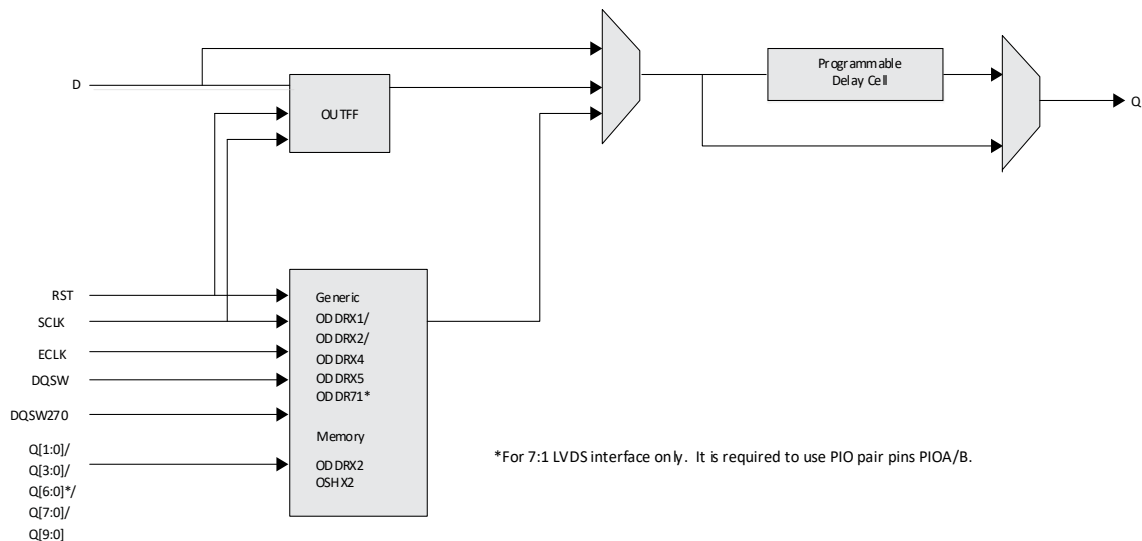 Programmable
Delay Cell
D
Q
OUTFF
RST
SCLK
ECLK
DQSW
DQSW270
Q[1:0]/
Q[3:0]/
Q[6:0]*/
Q[7:0]/
Q[9:0]
Generic
ODDRX1/
ODDRX2/
ODDRX4
ODDRX5
ODDR71*
Memory
ODDRX2
OSHX2
*For 7:1 LVDS interface only. It is required to use PIO pair pins PIOA/B.